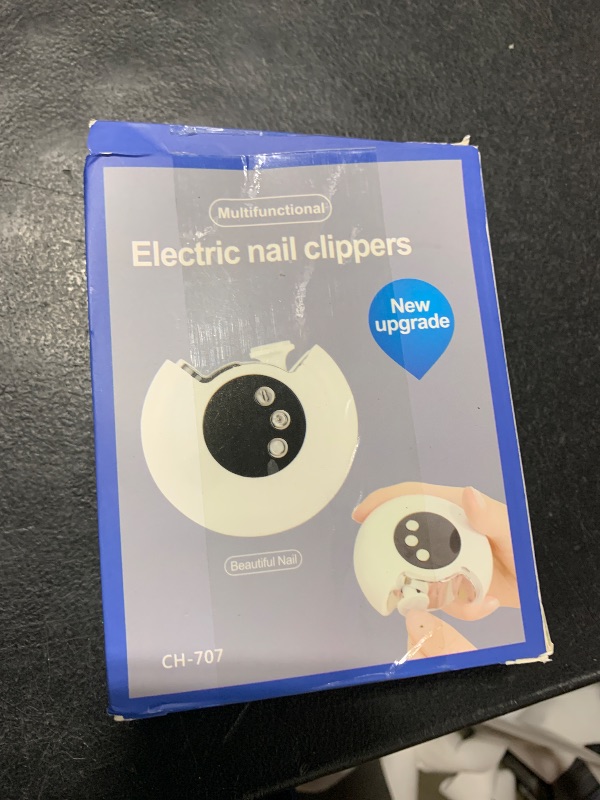 Multifunctional
Electric nail clippers
New
upgrade
Beautiful Nail
CH-707